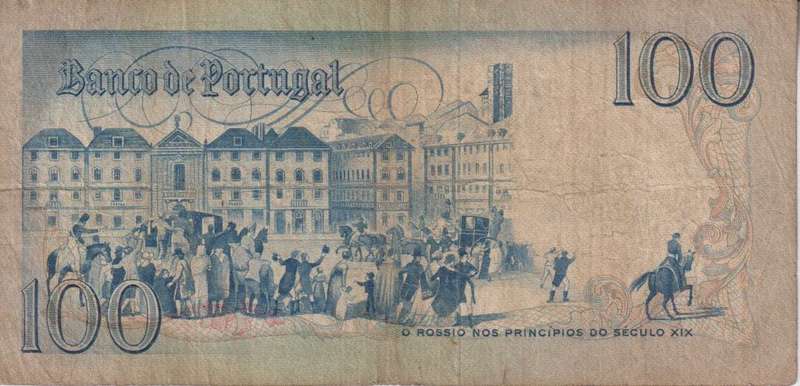 Banco de Portugal
100
100
O ROSSIO NOS PRINCÍPIOS DO SÉCULO XIX